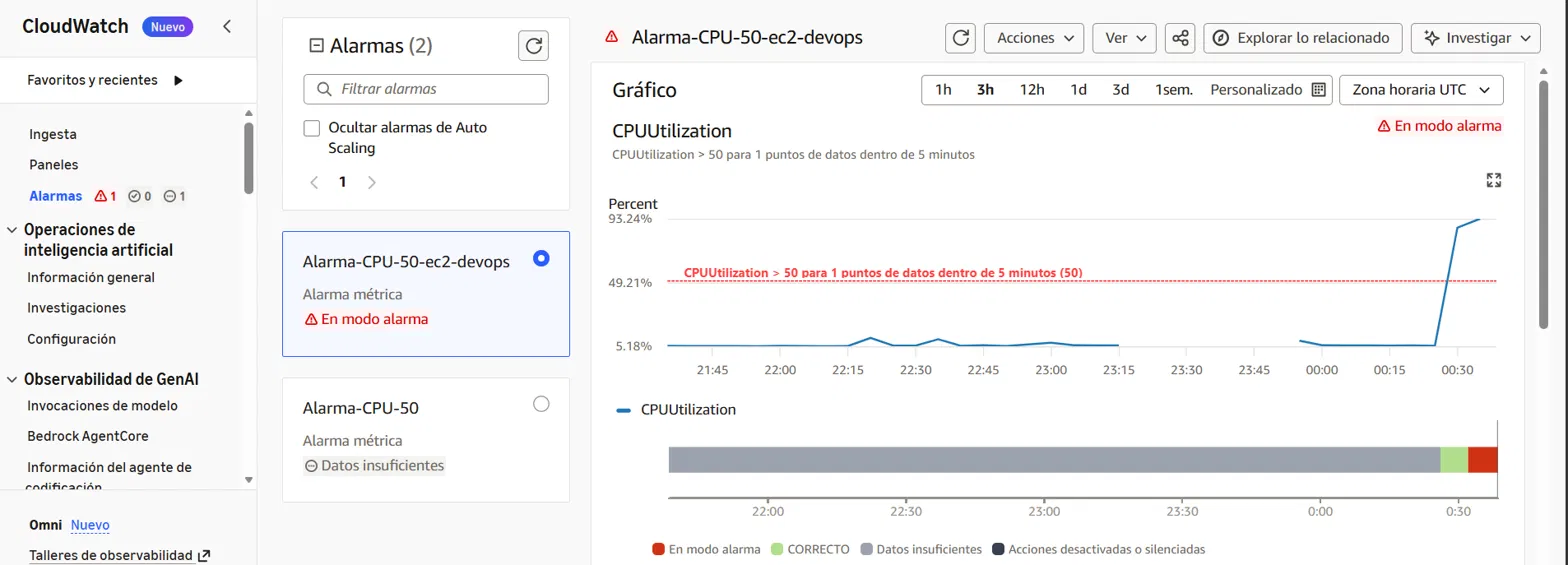 CloudWatch Nuevo
Favoritos y recientes
Ingesta
Paneles
Alarmas 1 0 1
Operaciones de
inteligencia artificial
Información general
Investigaciones
Configuración
Observabilidad de GenAI
Invocaciones de modelo
Bedrock AgentCore
Información del agente de
codificación
Omni Nuevo
Talleres de observabilidad
Alarmas (2)
Filtrar alarmas
Ocultar alarmas de Auto
Scaling
1
Alarma-CPU-50-ec2-devops
Alarma métrica
En modo alarma
Alarma-CPU-50
Alarma métrica
Datos insuficientes
Alarma-CPU-50-ec2-devops
Acciones
Ver
Explorar lo relacionado
Investigar
Gráfico
1h 3h 12h 1d 3d 1sem. Personalizado
Zona horaria UTC
CPUUtilization
En modo alarma
CPUUtilization > 50 para 1 puntos de datos dentro de 5 minutos
Percent
93.24%
CPUUtilization > 50 para 1 puntos de datos dentro de 5 minutos (50)
49.21%
5.18%
21:45 22:00 22:15 22:30 22:45 23:00 23:15 23:30 23:45 00:00 00:15 00:30
CPUUtilization
22:00 22:30 23:00 23:30 0:00 0:30
En modo alarma CORRECTO Datos insuficientes Acciones desactivadas o silenciadas